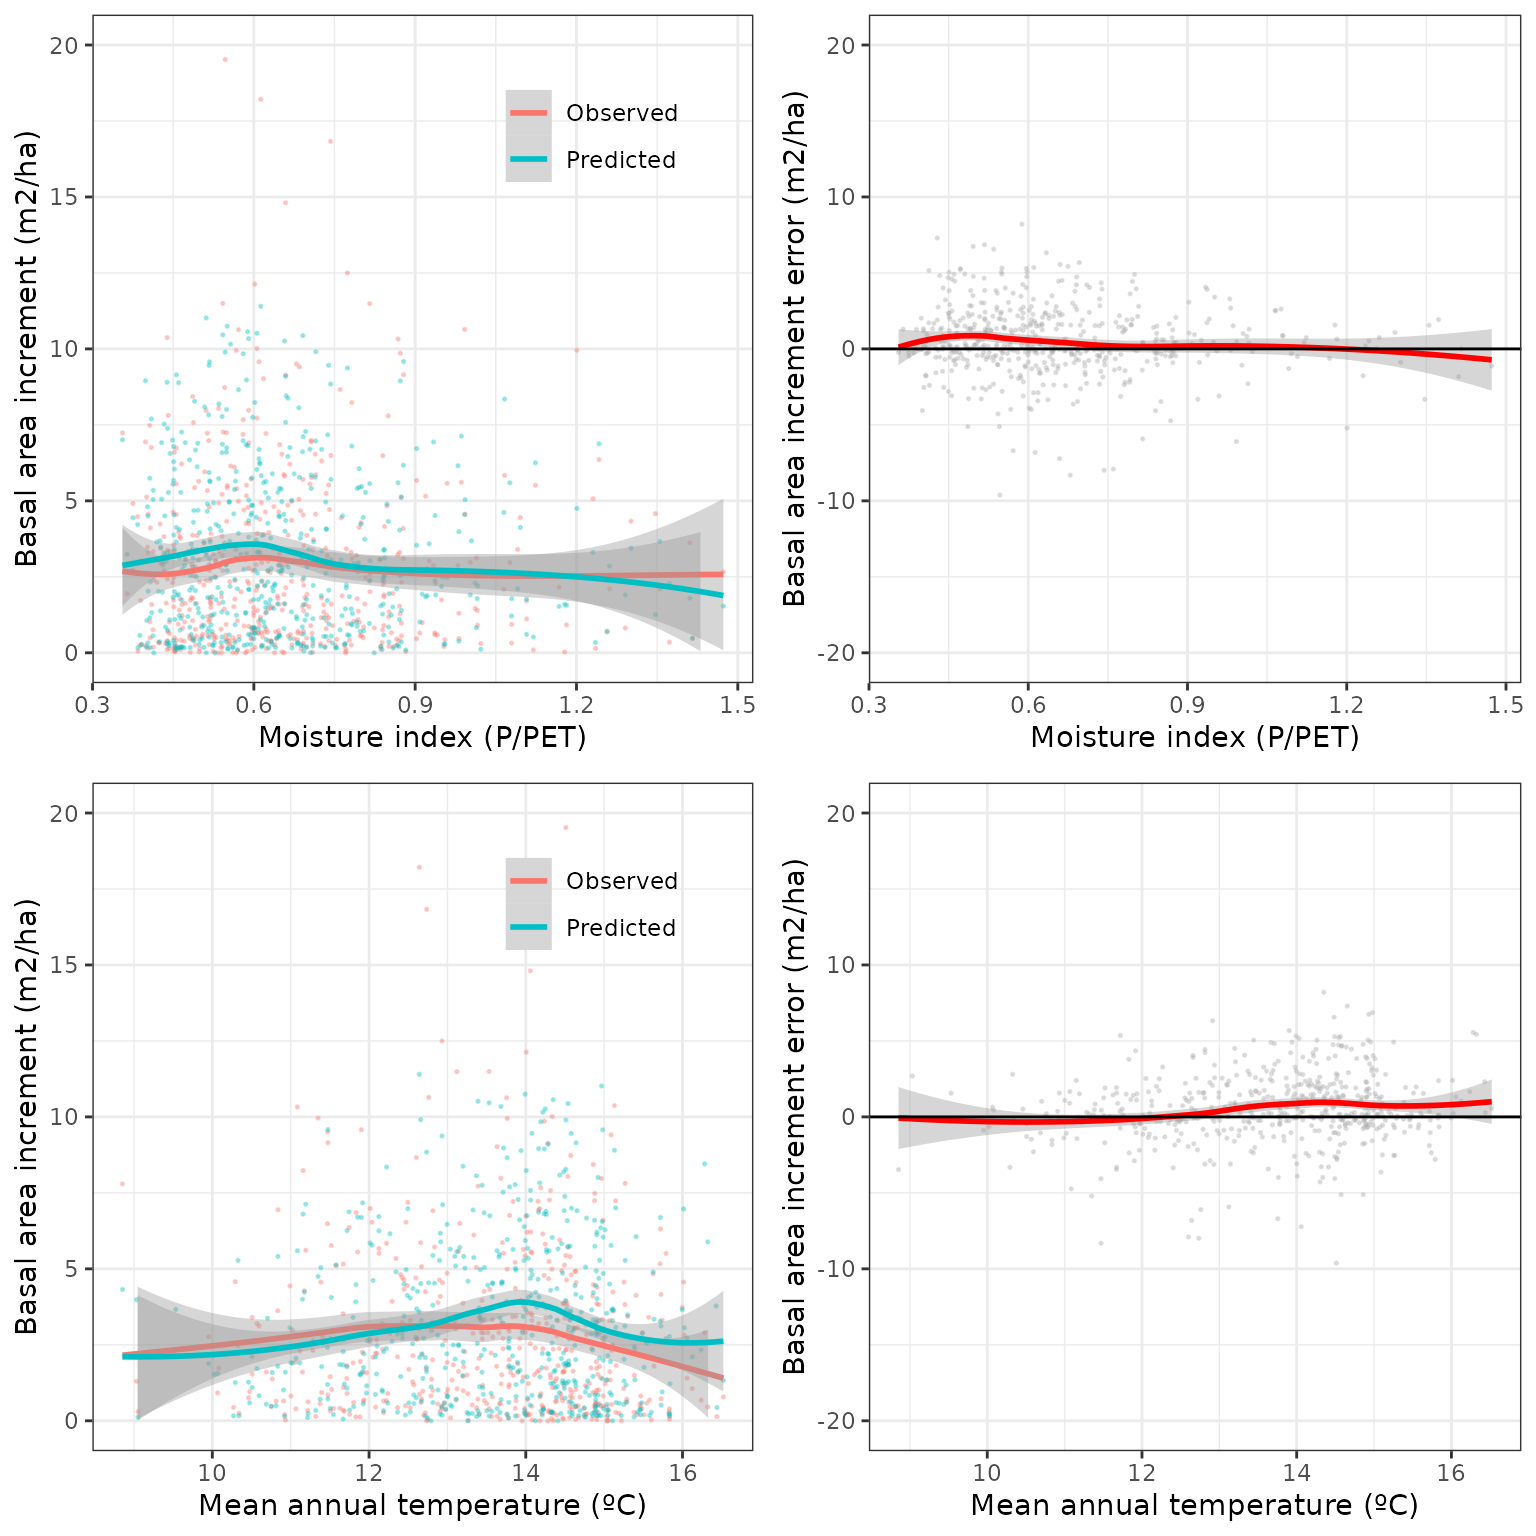 Basal area increment (m2/ha)
20
15
10
5
0
0.3 0.6 0.9 1.2 1.5
Moisture index (P/PET)
Observed
Predicted
Basal area increment error (m2/ha)
20
10
0
-10
-20
0.3 0.6 0.9 1.2 1.5
Moisture index (P/PET)
Basal area increment (m2/ha)
20
15
10
5
0
10 12 14 16
Mean annual temperature (ºC)
Observed
Predicted
Basal area increment error (m2/ha)
20
10
0
-10
-20
10 12 14 16
Mean annual temperature (ºC)